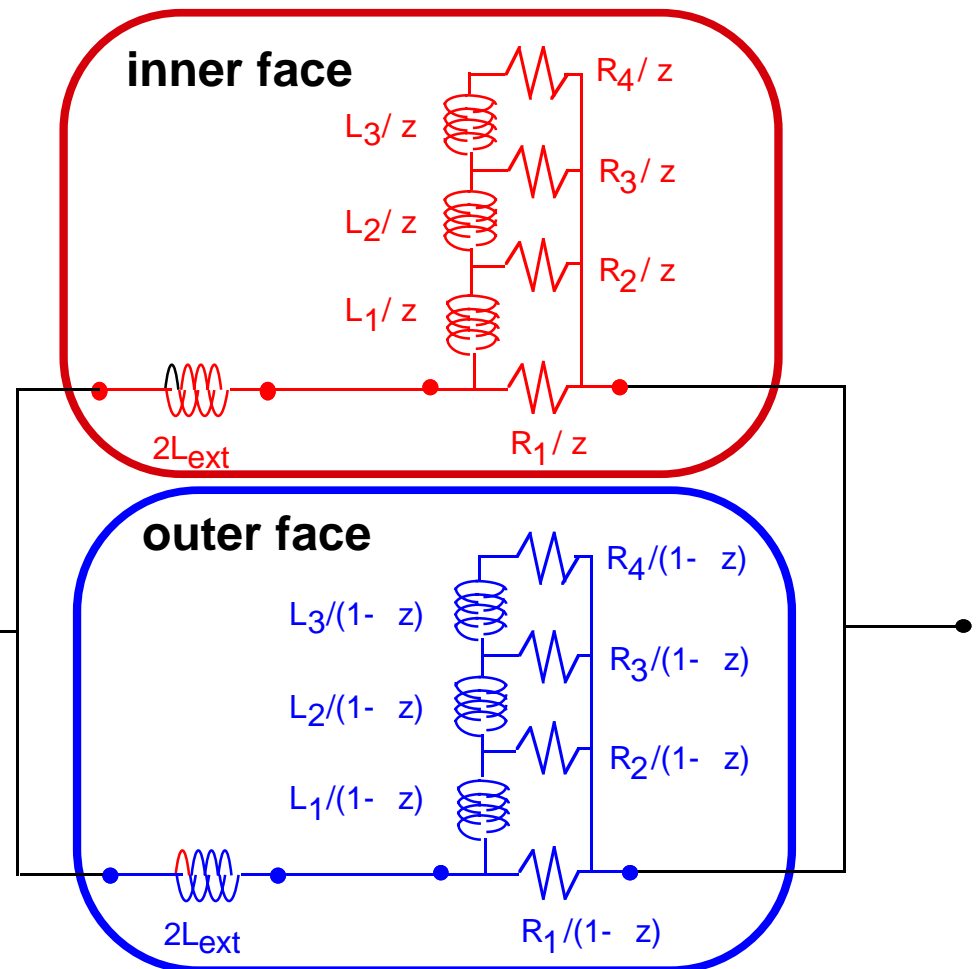 inner face
R4/ z
L3/ z
R3/ z
L2/ z
R2/ z
L1/ z
2Lext
R1/ z
outer face
R4/(1- z)
L3/(1- z)
R3/(1- z)
L2/(1- z)
R2/(1- z)
L1/(1- z)
2Lext
R1/(1- z)